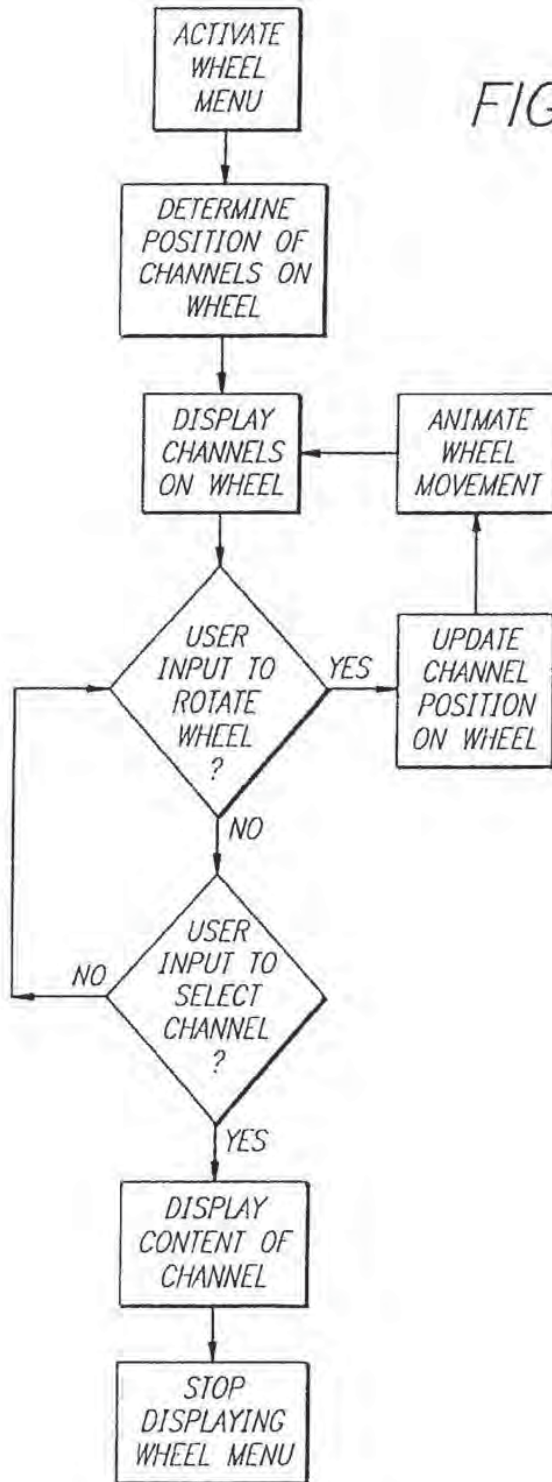 ACTIVATE
WHEEL
MENU
FIG
DETERMINE
POSITION OF
CHANNELS ON
WHEEL
DISPLAY
CHANNELS
ON WHEEL
ANIMATE
WHEEL
MOVEMENT
USER
INPUT TO
ROTATE
WHEEL
?
YES
UPDATE
CHANNEL
POSITION
ON WHEEL
NO
USER
INPUT TO
SELECT
CHANNEL
?
NO
YES
DISPLAY
CONTENT OF
CHANNEL
STOP
DISPLAYING
WHEEL MENU